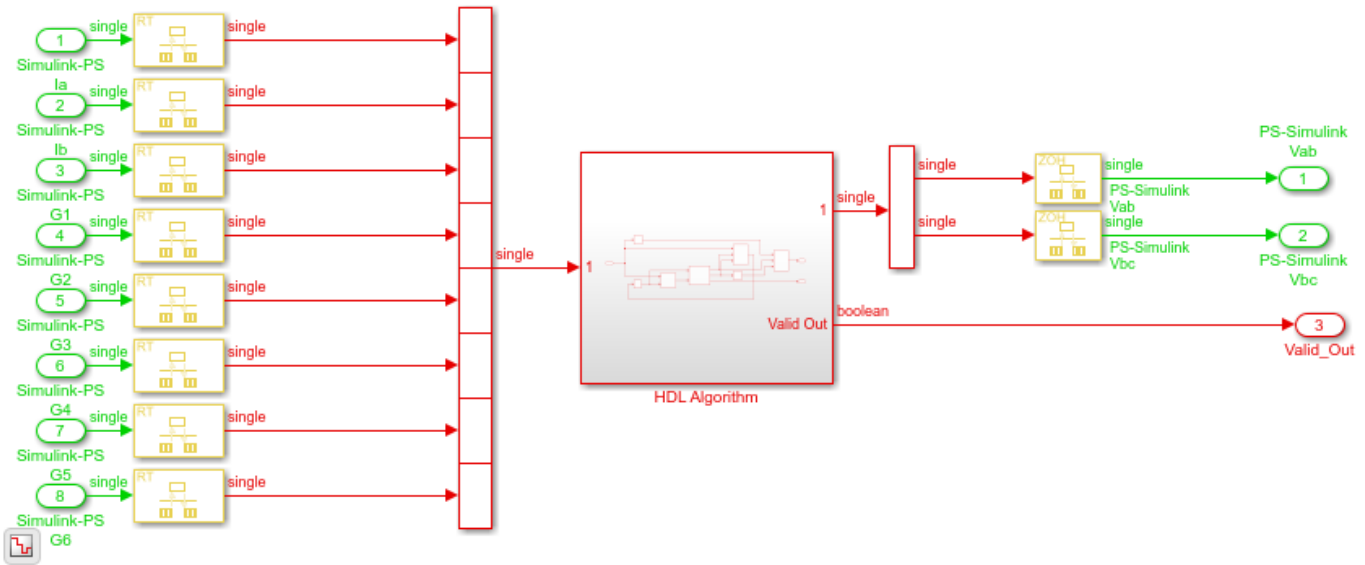 single
RT
single
1
Simulink-PS
Ia
single
RT
single
2
Simulink-PS
Ib
single
RT
single
3
Simulink-PS
G1
single
RT
single
4
Simulink-PS
G2
single
RT
single
5
Simulink-PS
G3
single
RT
single
6
Simulink-PS
G4
single
RT
single
7
Simulink-PS
G5
single
RT
single
8
Simulink-PS
G6
single
1
1
Valid Out
HDL Algorithm
single
boolean
single
single
ZOH
single
PS-Simulink
Vab
ZOH
single
PS-Simulink
Vbc
PS-Simulink
Vab
1
2
PS-Simulink
Vbc
3
Valid_Out